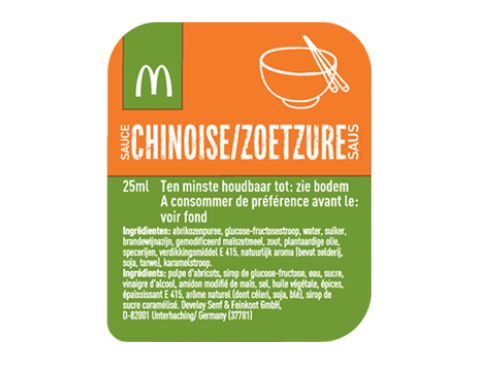 M
SAUCE CHINOISE/ZOETZURE SAUS
25ml Ten minste houdbaar tot: zie bodem
A consommer de préférence avant le:
voir fond
Ingrëdienten: abrikozenpuree, glucose-fructosestroop, water, suiker,
brandewijnazijn, gemodificeerd maïszetmeel, zout, plantaardige olie,
specerijen, verdikkingsmiddel E 415, natuurlijk aroma (bevat selderij,
soja, tarwe), karamelstroop.
Ingrédients: pulpe d'abricots, sirop de glucose-fructose, eau, sucre,
vinaigre d'alcool, amidon modifié de maïs, sel, huile végétale, épices,
épaississant E 415, arôme naturel (dont céleri, soja, blé), sirop de
sucre caramélisé. Develey Senf & Feinkost GmbH,
D-82001 Unterhaching/ Germany (37781)